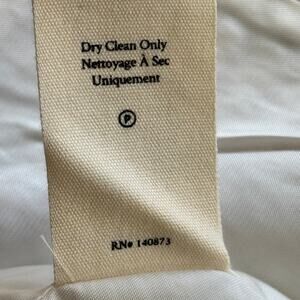 Dry Clean Only
Nettoyage À Sec
Uniquement
P
RN# 140873